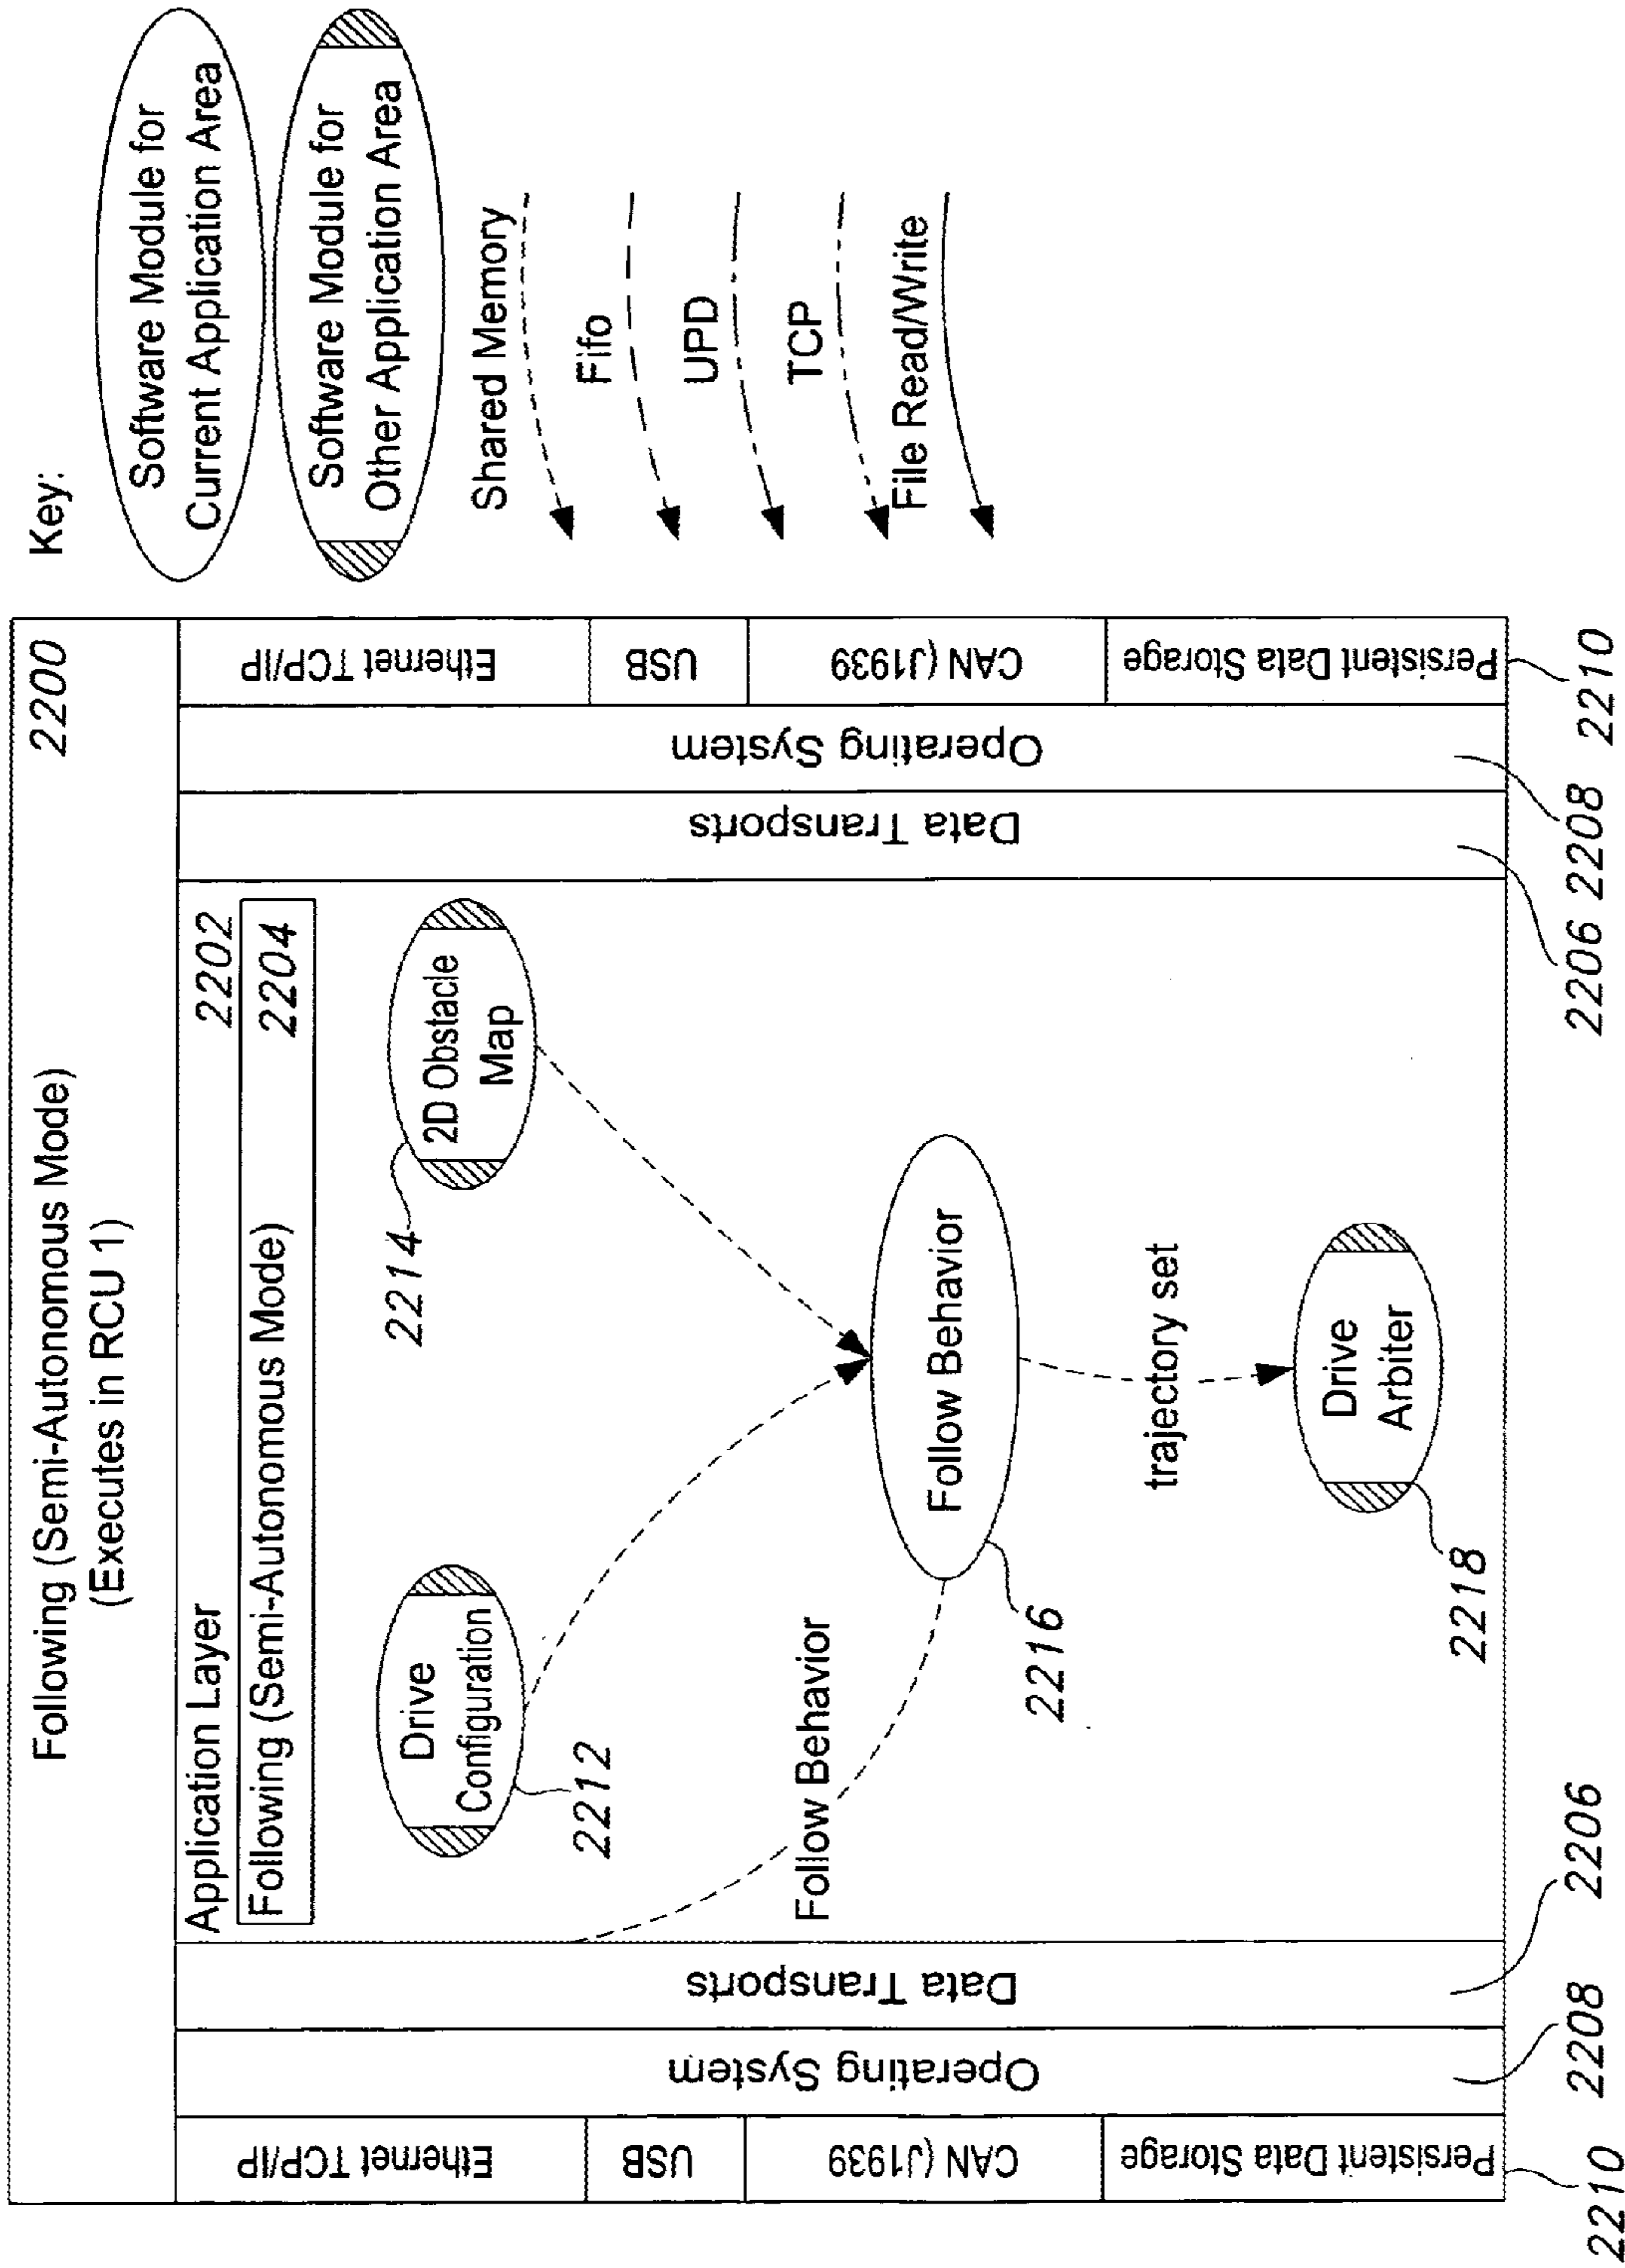 Following (Semi-Autonomous Mode)
(Executes in RCU 1)
2200
Application Layer
2202
Following (Semi-Autonomous Mode)
2204
Ethernet TCP/IP
USB
CAN (J1939
Persistent Data Storage
2210
Operating System
2208
Data Transports
2206
Drive
Configuration
2212
2D Obstacle
Map
2214
Follow Behavior
2216
Follow Behavior
trajectory set
Drive
Arbiter
2218
Data Transports
2206
Operating System
2208
Ethernet TCP/IP
USB
CAN (J1939
Persistent Data Storage
2210
Key:
Software Module for
Current Application Area
Software Module for
Other Application Area
Shared Memory
Fifo
UPD
TCP
File Read/Write